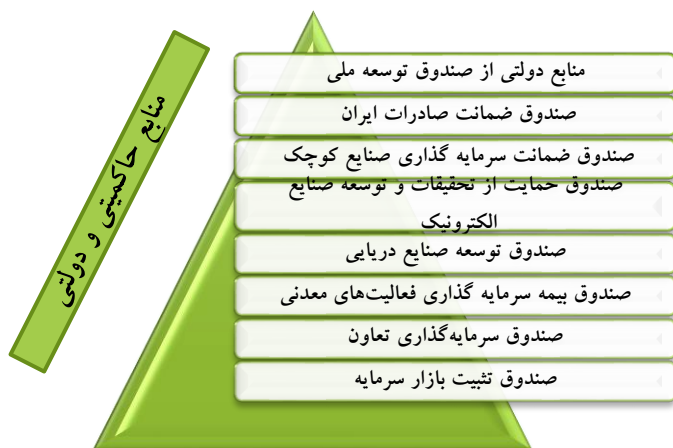 منابع حاکمیتی و دولتی
منابع دولتی از صندوق توسعه ملی
صندوق ضمانت صادرات ایران
صندوق ضمانت سرمایه گذاری صنایع کوچک
صندوق حمایت از تحقیقات و توسعه صنایع
الکترونیک
صندوق توسعه صنایع دریایی
صندوق بیمه سرمایه گذاری فعالیت‌های معدنی
صندوق سرمایه‌گذاری تعاون
صندوق تثبیت بازار سرمایه